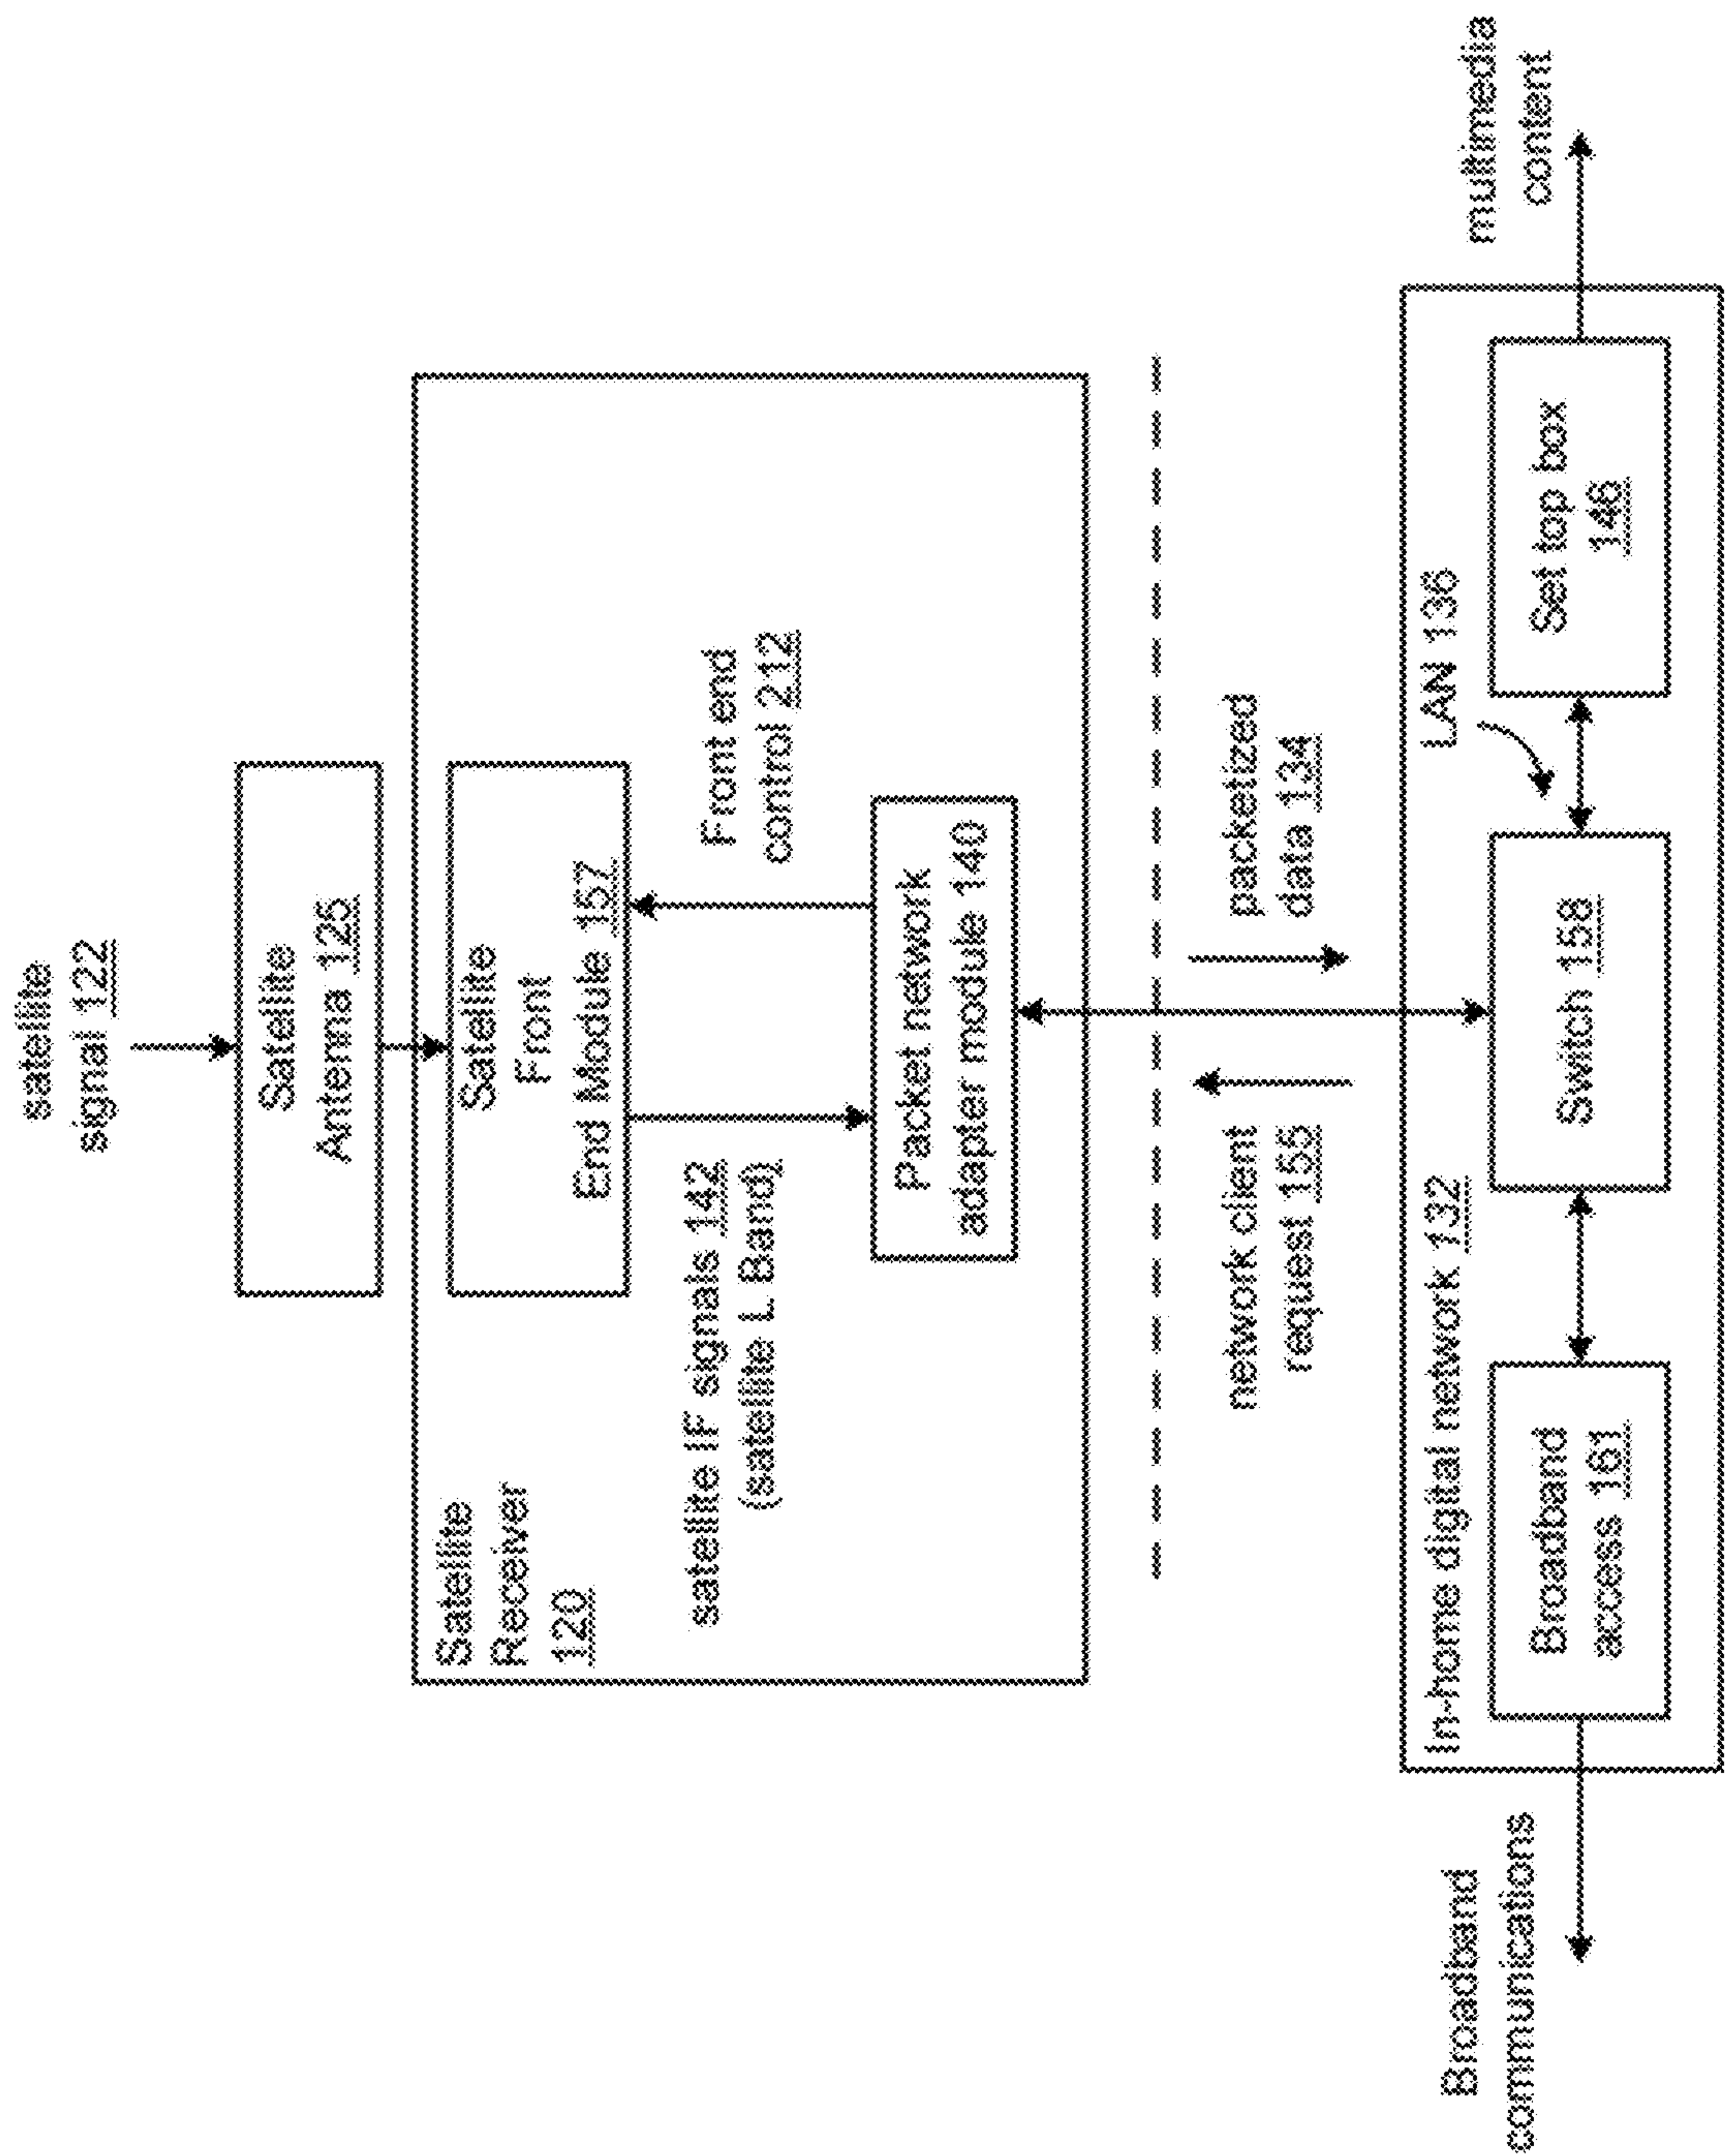 satellite
signal 122
Satellite
Antenna 125
Satellite
Receiver
120
Satellite
Front
End Module 157
satellite IF signals 142
(satellite L Band)
Front end
control 212
Packet network
adapter module 140
network client
request 155
packetized
data 134
In-home digital network 132
LAN 136
Broadband
communications
Broadband
access 161
Switch 158
Set top box
146
multimedia
content